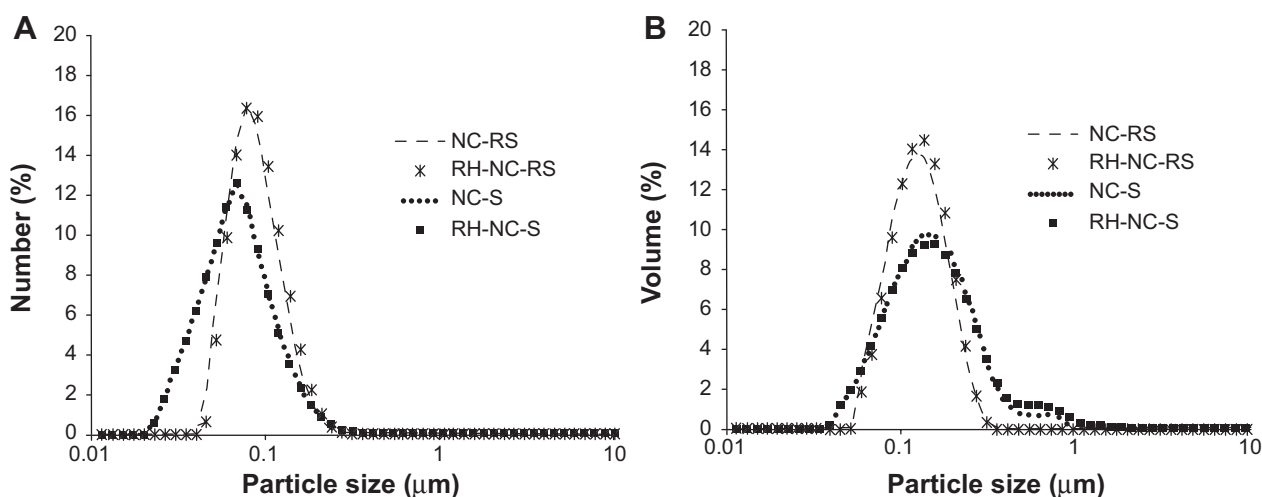 A
Number (%)
20
18
16
14
12
10
8
6
4
2
0
0.01
0.1
1
10
Particle size (μm)
NC-RS
RH-NC-RS
NC-S
RH-NC-S
B
Volume (%)
20
18
16
14
12
10
8
6
4
2
0
0.01
0.1
1
10
Particle size (μm)
NC-RS
RH-NC-RS
NC-S
RH-NC-S